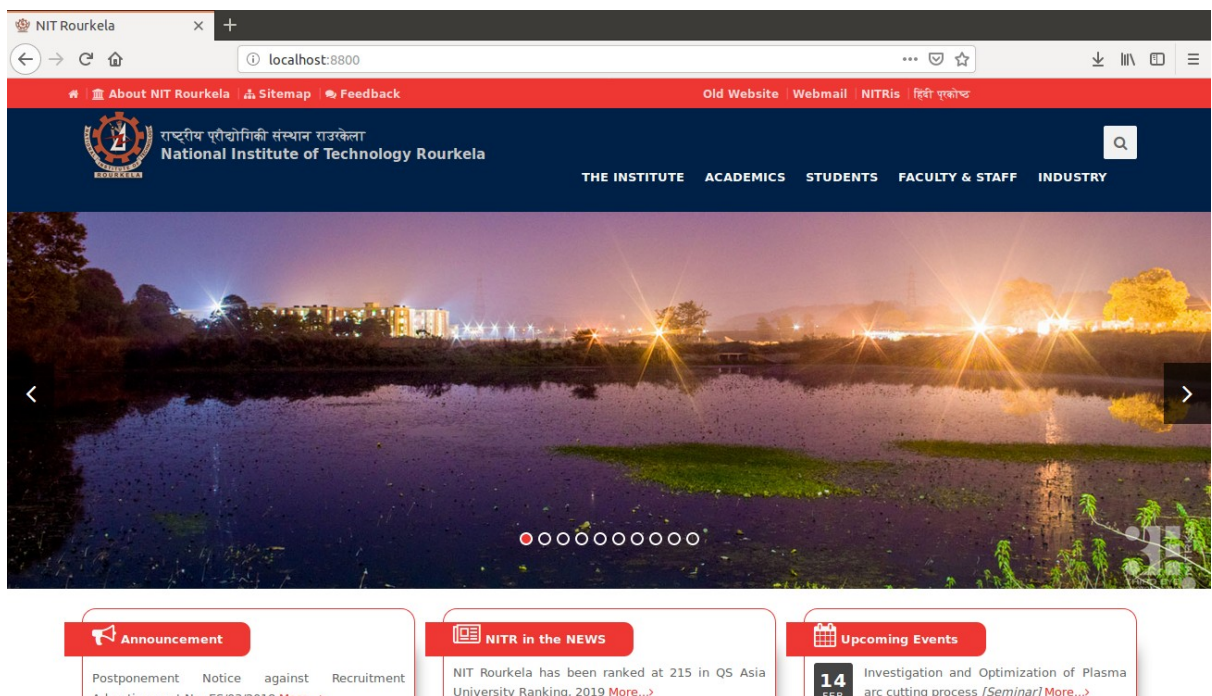 NIT Rourkela
localhost:8800
About NIT Rourkela Sitemap Feedback Old Website Webmail NITRis हिंदी प्रकोष्ठ
राष्ट्रीय प्रौद्योगिकी संस्थान राउरकेला
National Institute of Technology Rourkela
ROURKELA
THE INSTITUTE ACADEMICS STUDENTS FACULTY & STAFF INDUSTRY
Announcement
Postponement Notice against Recruitment
NITR in the NEWS
NIT Rourkela has been ranked at 215 in QS Asia
University Ranking, 2019 More...
Upcoming Events
14
FEB
Investigation and Optimization of Plasma
arc cutting process [Seminar] More...